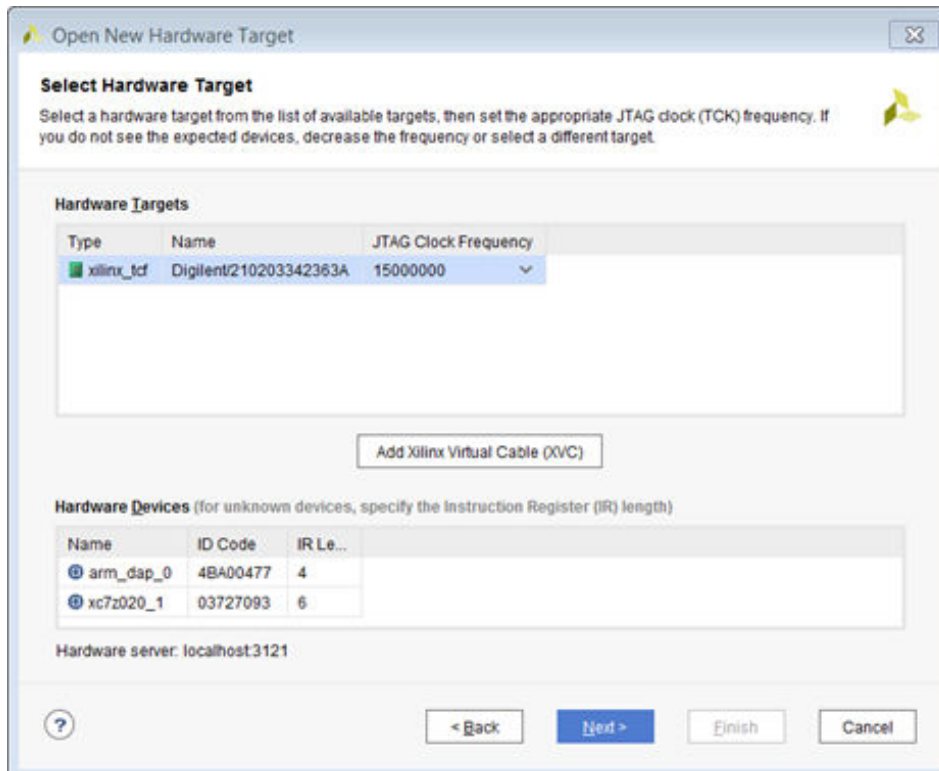 Open New Hardware Target
Select Hardware Target
Select a hardware target from the list of available targets, then set the appropriate JTAG clock (TCK) frequency. If
you do not see the expected devices, decrease the frequency or select a different target.
Hardware Targets
Type Name JTAG Clock Frequency
xilinx_tcf Digilent/210203342363A 15000000
Add Xilinx Virtual Cable (XVC)
Hardware Devices (for unknown devices, specify the Instruction Register (IR) length)
Name ID Code IR Le...
arm_dap_0 4BA00477 4
xc7z020_1 03727093 6
Hardware server: localhost:3121
? < Back Next > Finish Cancel